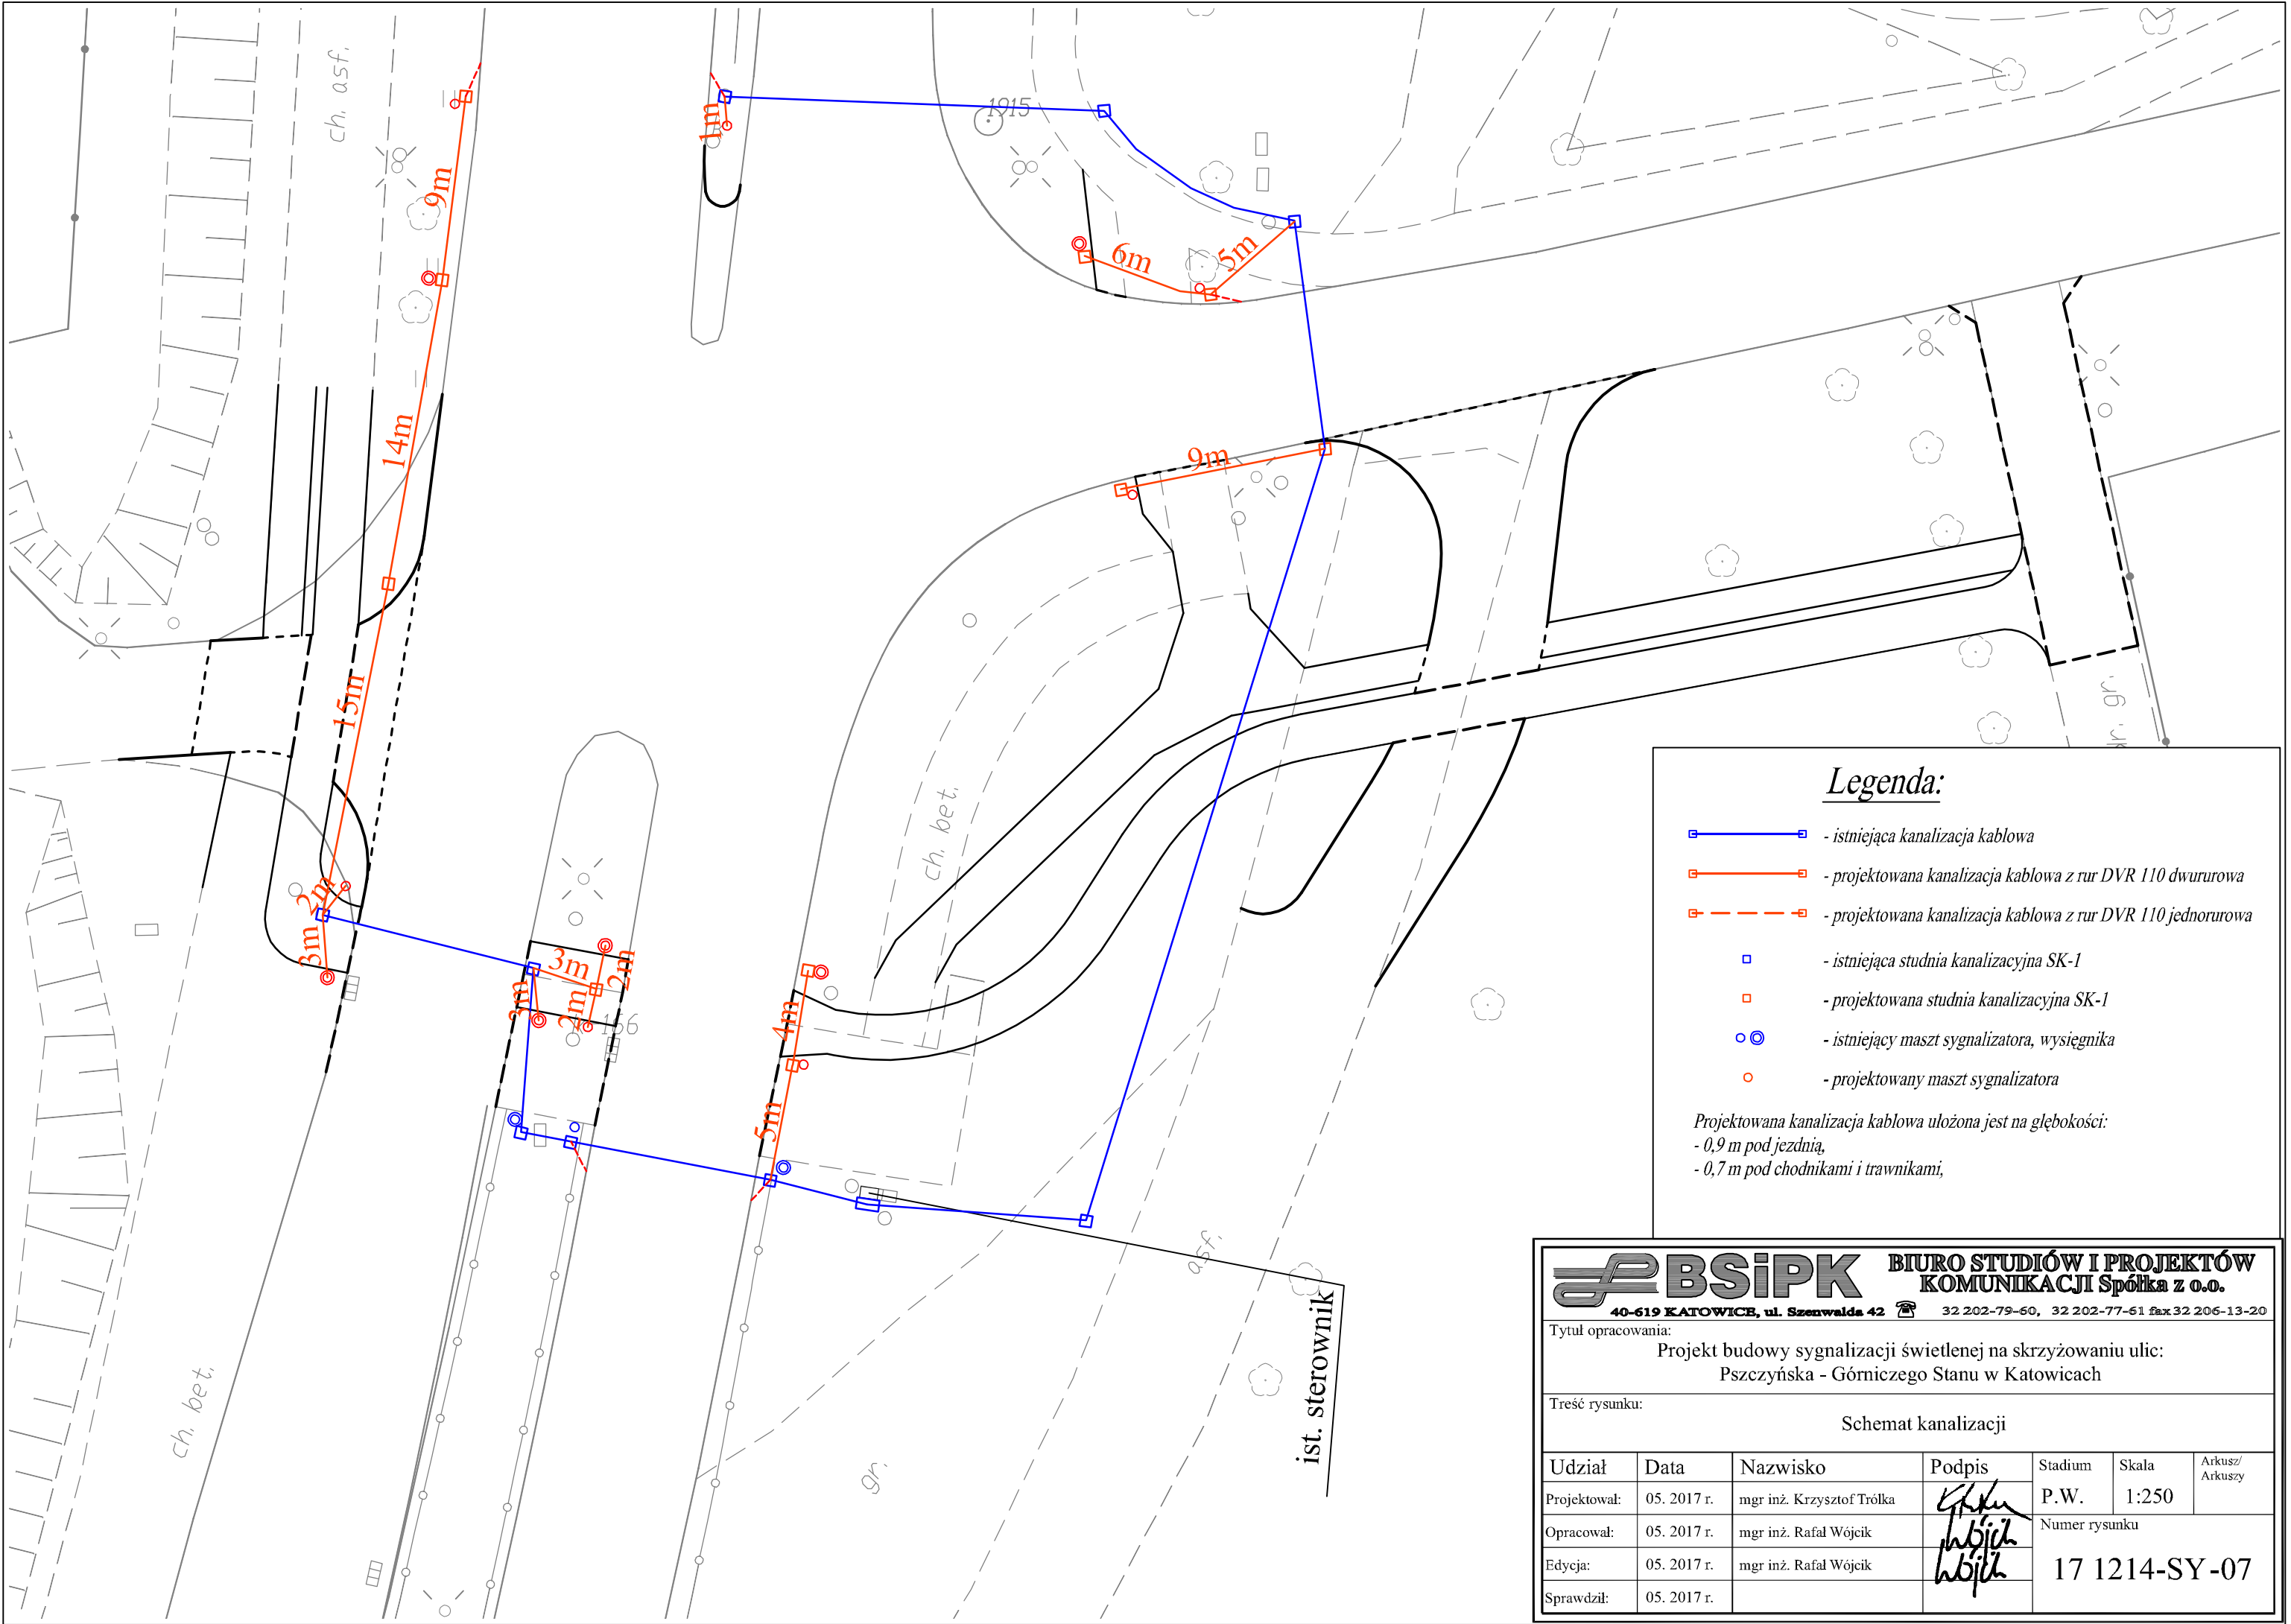 ch. asf.
1m
1915
9m
6m
5m
14m
9m
15m
ch. bet.
2m
3m
3m
2m
3m
2m
166
4m
5m
gr.
asf.
ch. bet.
gr.
ist. sterownik
Legenda:
- istniejąca kanalizacja kablowa
- projektowana kanalizacja kablowa z rur DVR 110 dwururowa
- projektowana kanalizacja kablowa z rur DVR 110 jednorurowa
- istniejąca studnia kanalizacyjna SK-1
- projektowana studnia kanalizacyjna SK-1
- istniejący maszt sygnalizatora, wysięgnika
- projektowany maszt sygnalizatora
Projektowana kanalizacja kablowa ułożona jest na głębokości:
- 0,9 m pod jezdnią,
- 0,7 m pod chodnikami i trawnikami,
BSiPK
BIURO STUDIÓW I PROJEKTÓW
KOMUNIKACJI Spółka z o.o.
40-619 KATOWICE, ul. Szenwalda 42 ☎ 32 202-79-60, 32 202-77-61 fax 32 206-13-20
Tytuł opracowania:
Projekt budowy sygnalizacji świetlenej na skrzyżowaniu ulic:
Pszczyńska - Górniczego Stanu w Katowicach
Treść rysunku:
Schemat kanalizacji
Udział Data Nazwisko Podpis Stadium Skala Arkusz/
Arkuszy
Projektował: 05. 2017 r. mgr inż. Krzysztof Trólka P.W. 1:250
Opracował: 05. 2017 r. mgr inż. Rafał Wójcik Wójcik Numer rysunku
Edycja: 05. 2017 r. mgr inż. Rafał Wójcik Wójcik 17 1214-SY-07
Sprawdził: 05. 2017 r.